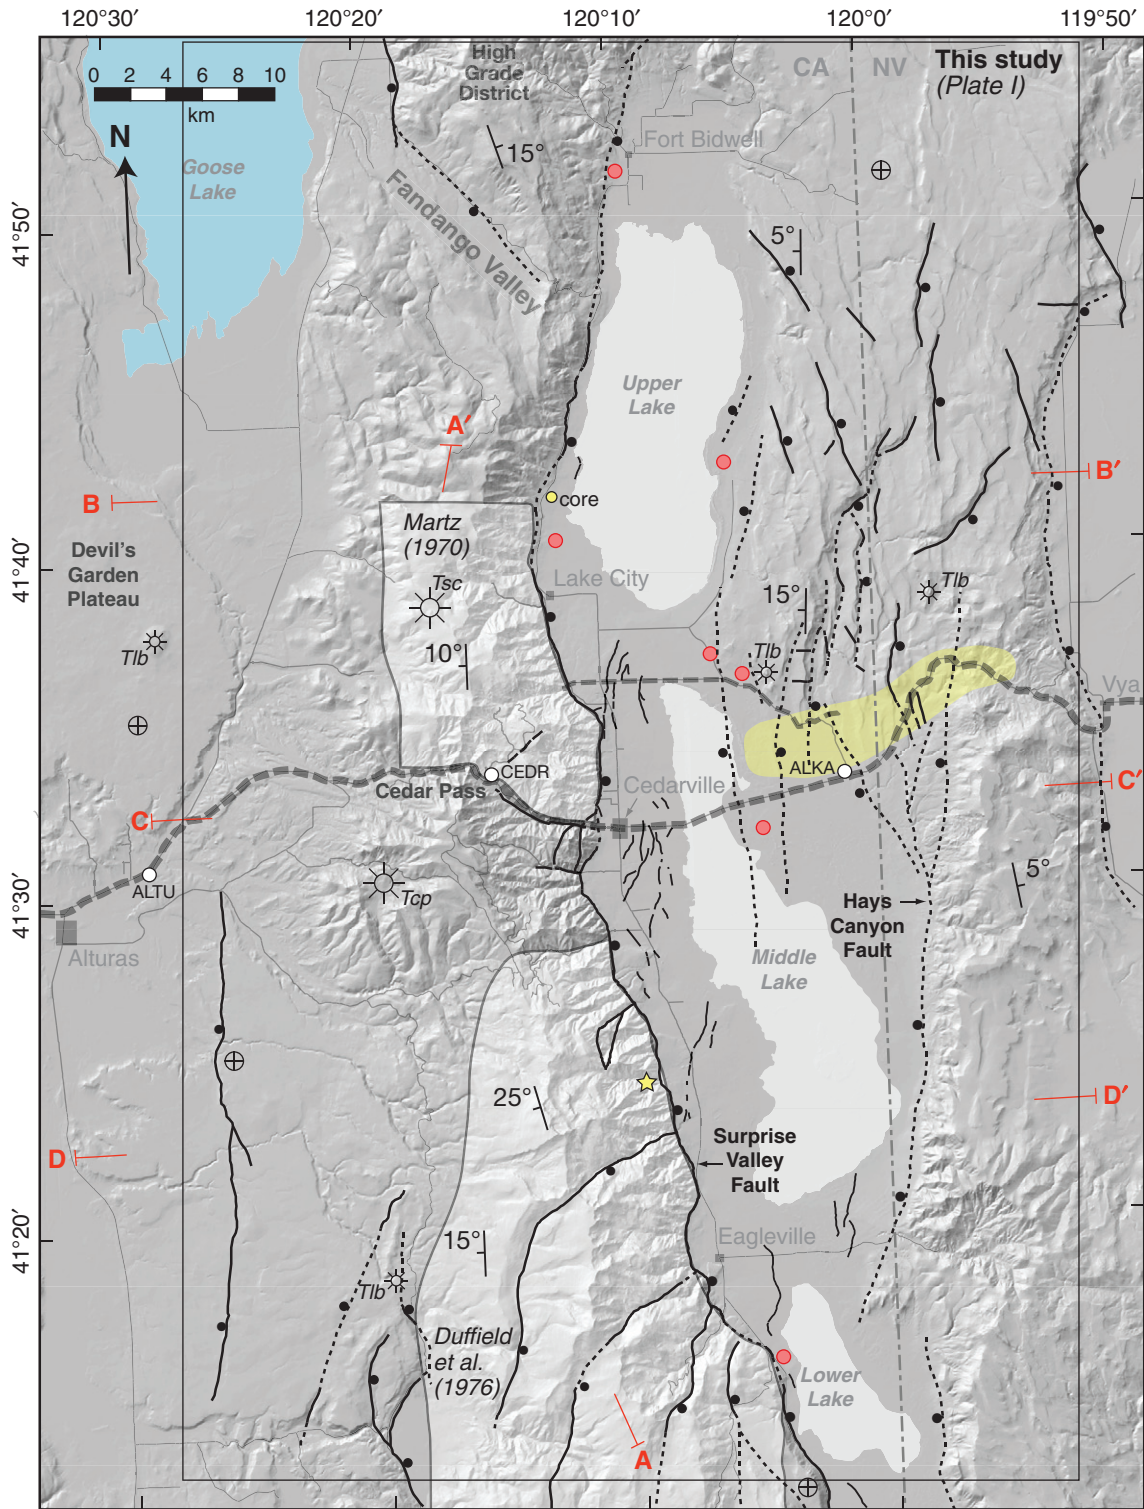 120°30′ 120°20′ 120°10′ 120°00′ 119°50′
0 2 4 6 8 10
km
N
Goose
Lake
High
Grade
District
CA NV
This study
(Plate I)
15°
Fort Bidwell
Fandango Valley
41°50′
5°
Upper
Lake
A′
B
B′
core
Martz
(1970)
Devil's
Garden
Plateau
41°40′
Tsc
Lake City
Tlb
15°
Tlb
10°
Tlb
Vya
CEDR
Cedar Pass
Cedarville
ALKA
C
C′
ALTU
Tcp
5°
41°30′
Hays
Canyon
Fault
Alturas
Middle
Lake
25°
D′
D
Surprise
Valley
Fault
41°20′
15°
Eagleville
Tlb
Duffield
et al.
(1976)
Lower
Lake
A